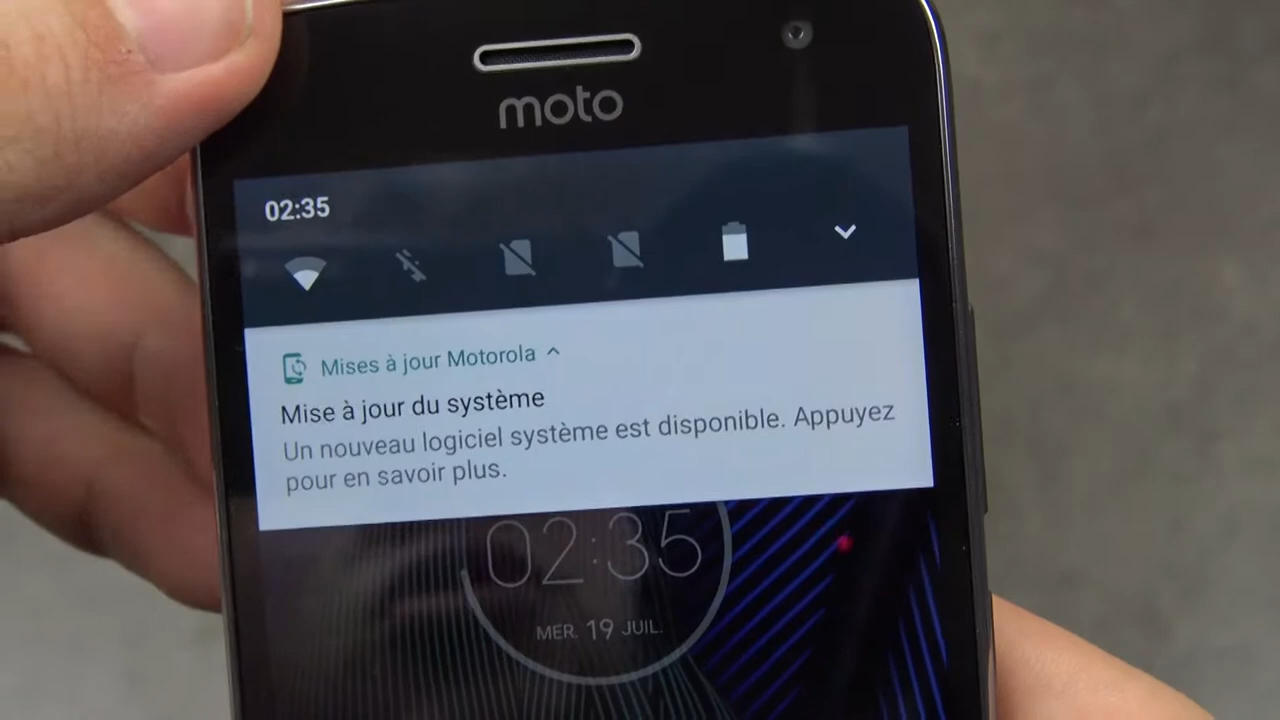 moto
02:35
Mises à jour Motorola
Mise à jour du système
Un nouveau logiciel système est disponible. Appuyez
pour en savoir plus.
02:35
MER. 19 JUIL.